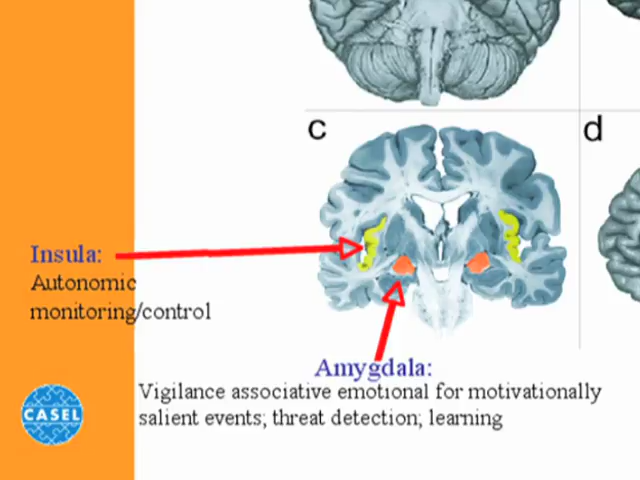 c
d
Insula:
Autonomic
monitoring/control
Amygdala:
Vigilance associative emotional for motivationally
salient events; threat detection; learning
CASEL